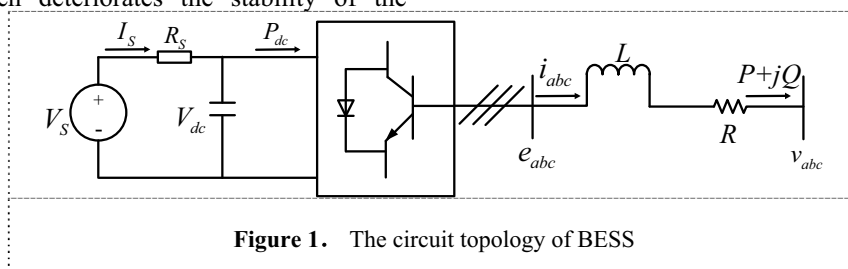 deteriorates the stability of the
I_S R_S P_dc
i_abc L P+jQ
+
V_S V_dc
-
R
e_abc v_abc
Figure 1. The circuit topology of BESS